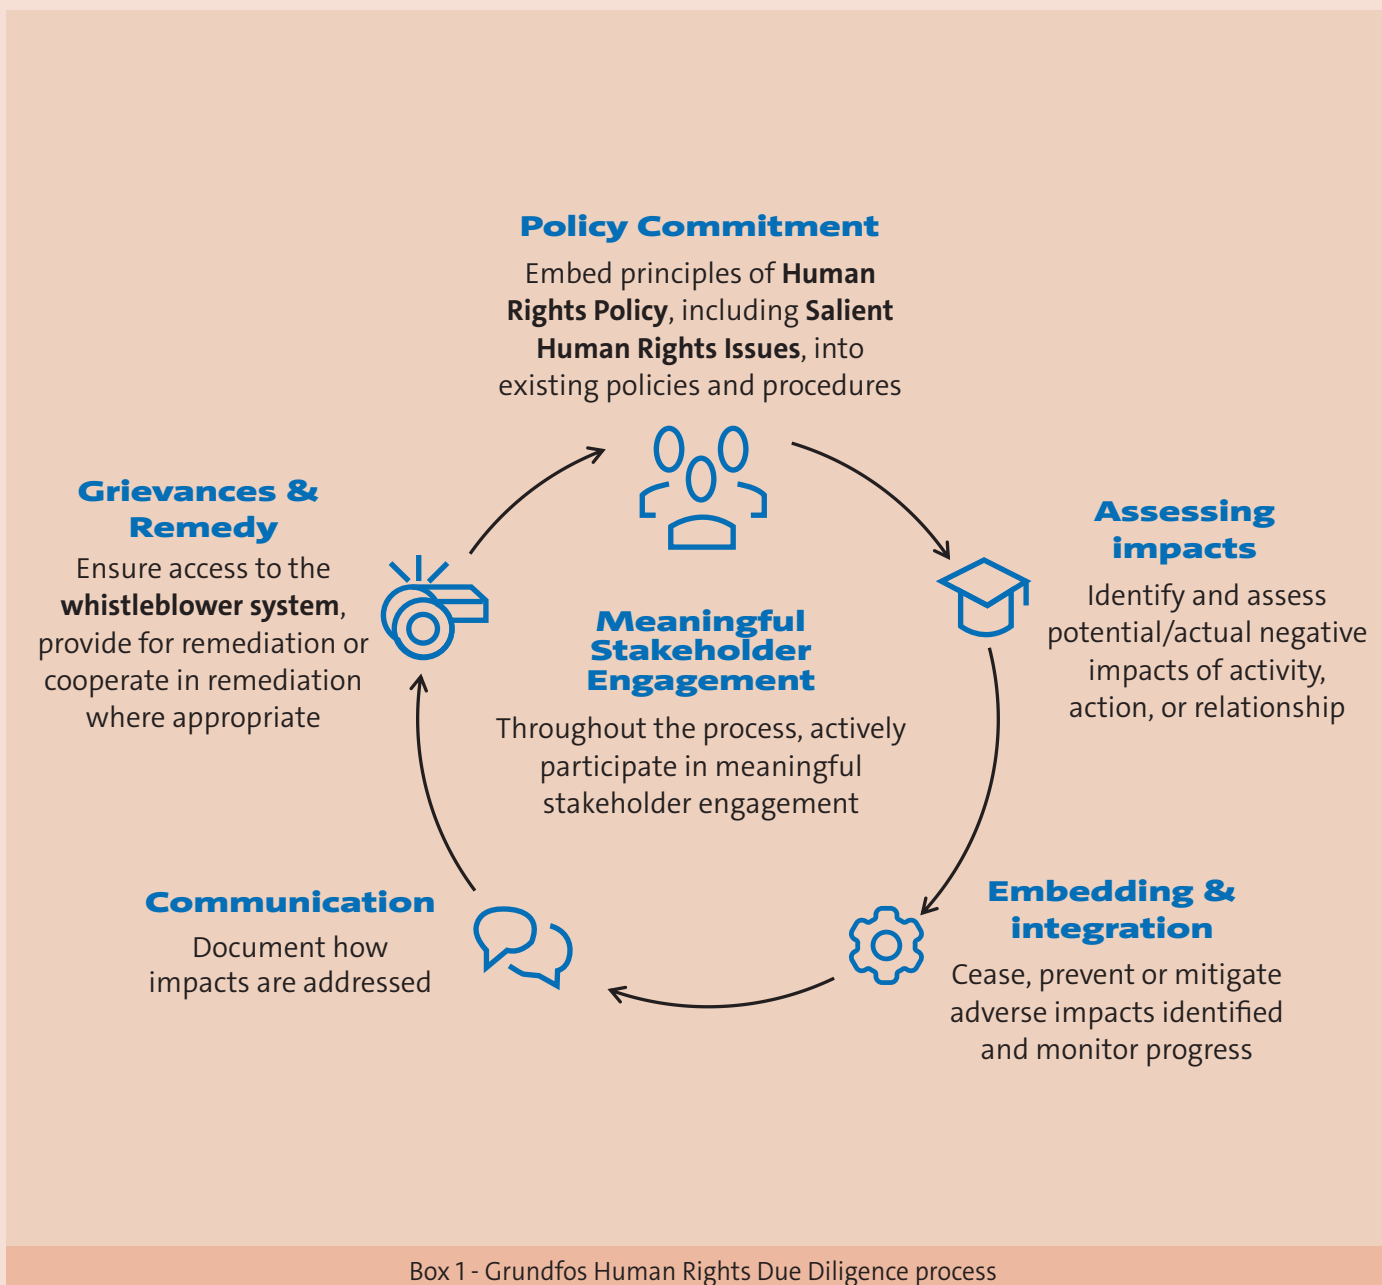 Policy Commitment
Embed principles of Human
Rights Policy, including Salient
Human Rights Issues, into
existing policies and procedures
Grievances &
Remedy
Ensure access to the
whistleblower system,
provide for remediation or
cooperate in remediation
where appropriate
Assessing
impacts
Identify and assess
potential/actual negative
impacts of activity,
action, or relationship
Meaningful
Stakeholder
Engagement
Throughout the process, actively
participate in meaningful
stakeholder engagement
Communication
Document how
impacts are addressed
Embedding &
integration
Cease, prevent or mitigate
adverse impacts identified
and monitor progress
Box 1 - Grundfos Human Rights Due Diligence process